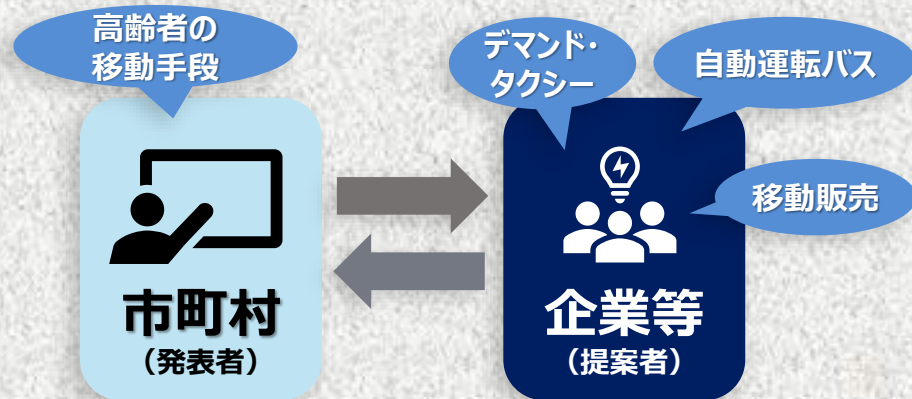 高齢者の
移動手段
デマンド・
タクシー
自動運転バス
移動販売
市町村
（発表者）
企業等
（提案者）